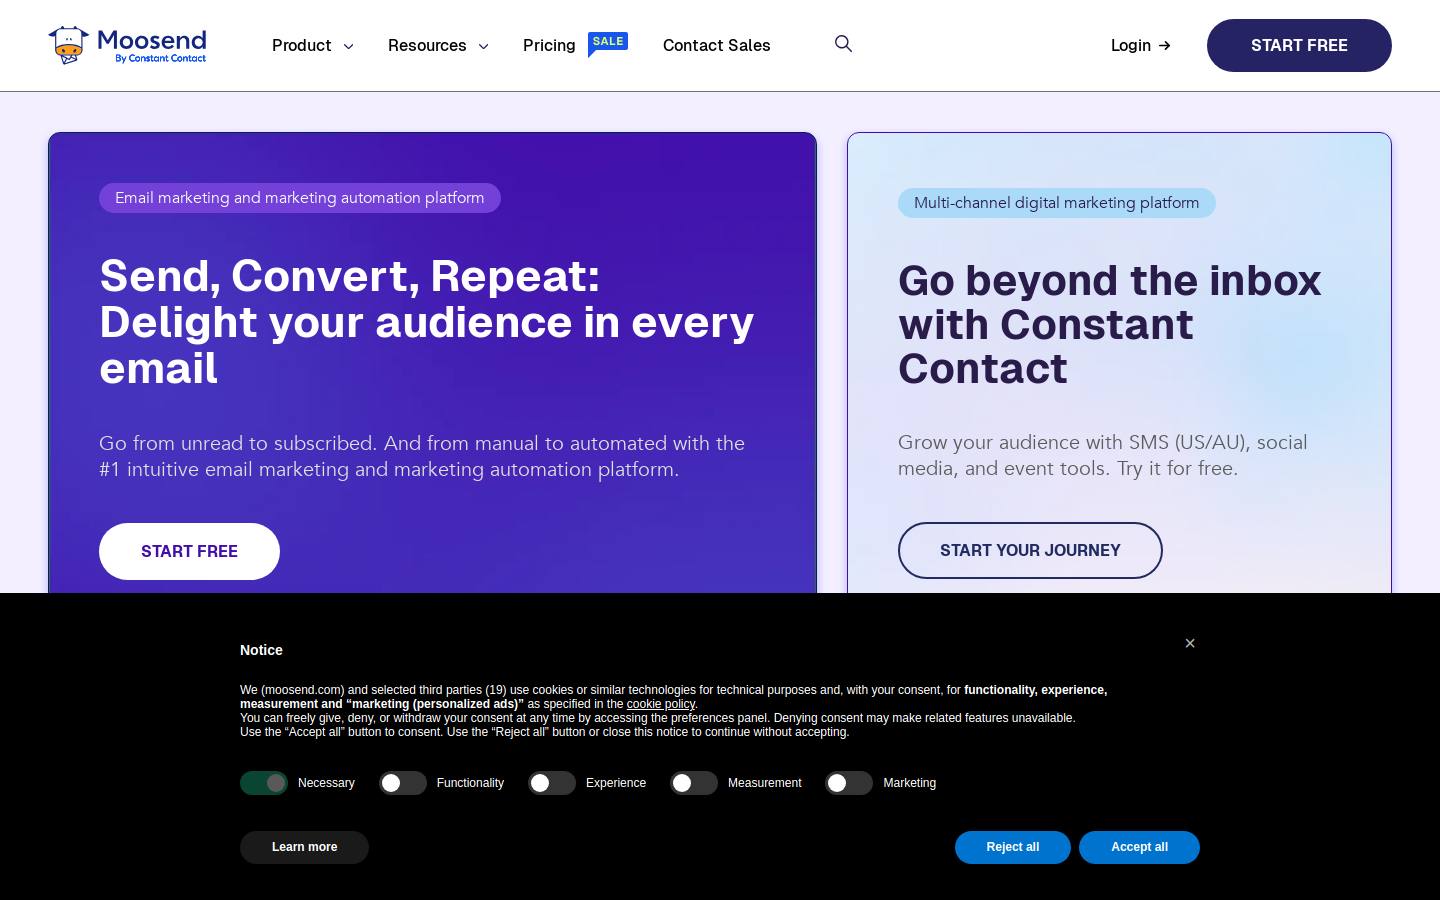 Moosend
By Constant Contact
Product
Resources
Pricing
SALE
Contact Sales
Login
START FREE
Email marketing and marketing automation platform
Send, Convert, Repeat:
Delight your audience in every
email
Go from unread to subscribed. And from manual to automated with the
#1 intuitive email marketing and marketing automation platform.
START FREE
Multi-channel digital marketing platform
Go beyond the inbox
with Constant
Contact
Grow your audience with SMS (US/AU), social
media, and event tools. Try it for free.
START YOUR JOURNEY
Notice
×
We (moosend.com) and selected third parties (19) use cookies or similar technologies for technical purposes and, with your consent, for functionality, experience,
measurement and “marketing (personalized ads)” as specified in the cookie policy.
You can freely give, deny, or withdraw your consent at any time by accessing the preferences panel. Denying consent may make related features unavailable.
Use the “Accept all” button to consent. Use the “Reject all” button or close this notice to continue without accepting.
Necessary
Functionality
Experience
Measurement
Marketing
Learn more
Reject all
Accept all